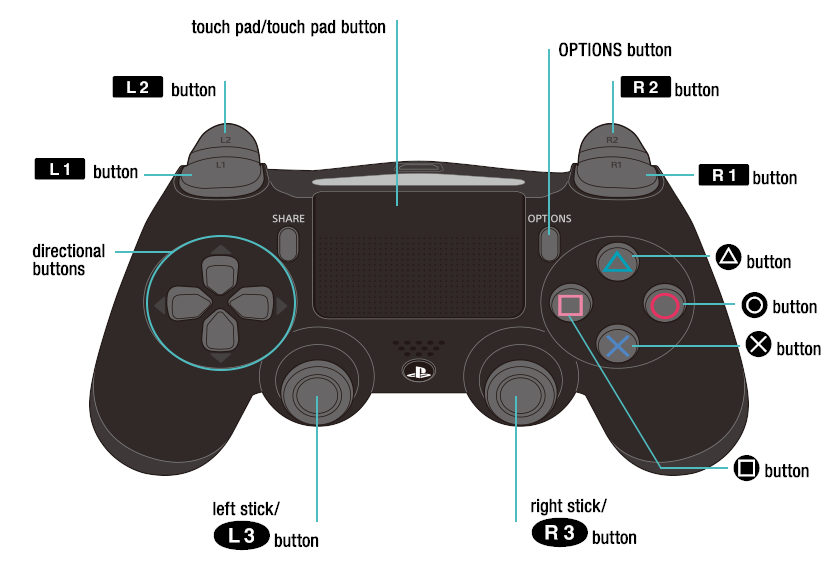 touch pad/touch pad button
OPTIONS button
L2 button
R2 button
L2
R2
L1
R1
L1 button
R1 button
SHARE
OPTIONS
directional
buttons
button
button
button
button
left stick/
L3 button
right stick/
R3 button